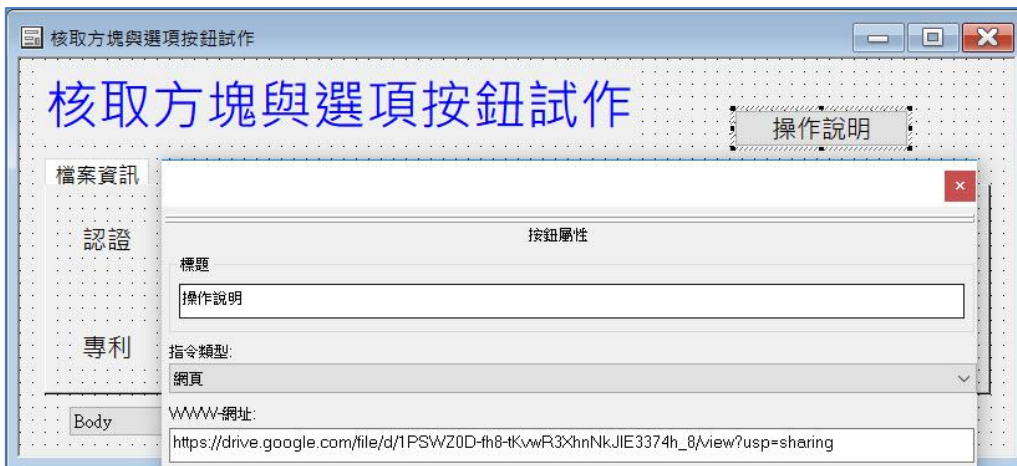 核取方塊與選項按鈕試作
核取方塊與選項按鈕試作
操作說明
檔案資訊
認證
專利
Body
按鈕屬性
標題
操作說明
指令類型:
網頁
WWW-網址:
https://drive.google.com/file/d/1PSWZ0D-fh8-tKvwR3XhnNkJIE3374h_8/view?usp=sharing